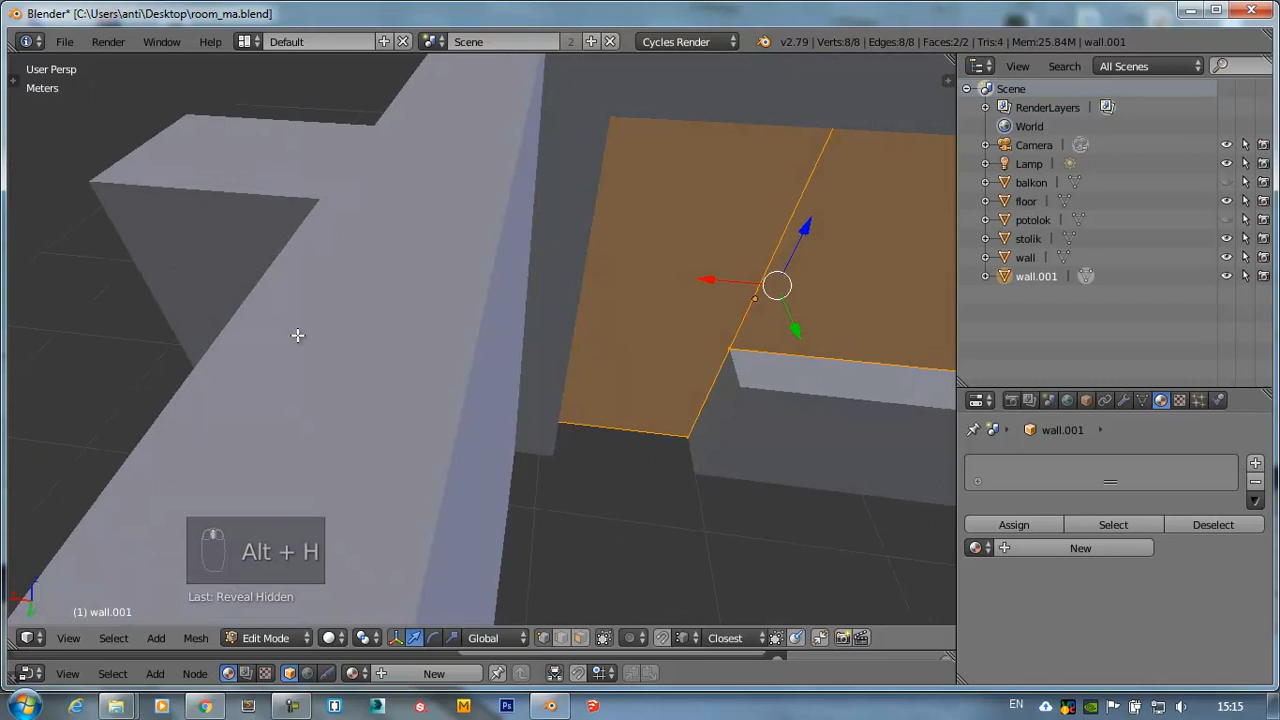 Blender* [C:\Users\anti\Desktop\room_ma.blend]
File Render Window Help Default Scene 2 Cycles Render v2.79 | Verts:8/8 | Edges:8/8 | Faces:2/2 | Tris:4 | Mem:25.84M | wall.001
User Persp
Meters
View Search All Scenes
Scene
RenderLayers
World
Camera
Lamp
balkon
floor
potolok
stolik
wall
wall.001
wall.001
Assign Select Deselect
New
Alt + H
Last: Reveal Hidden
(1) wall.001
View Select Add Mesh Edit Mode Global Closest
View Select Add Node New
EN 15:15